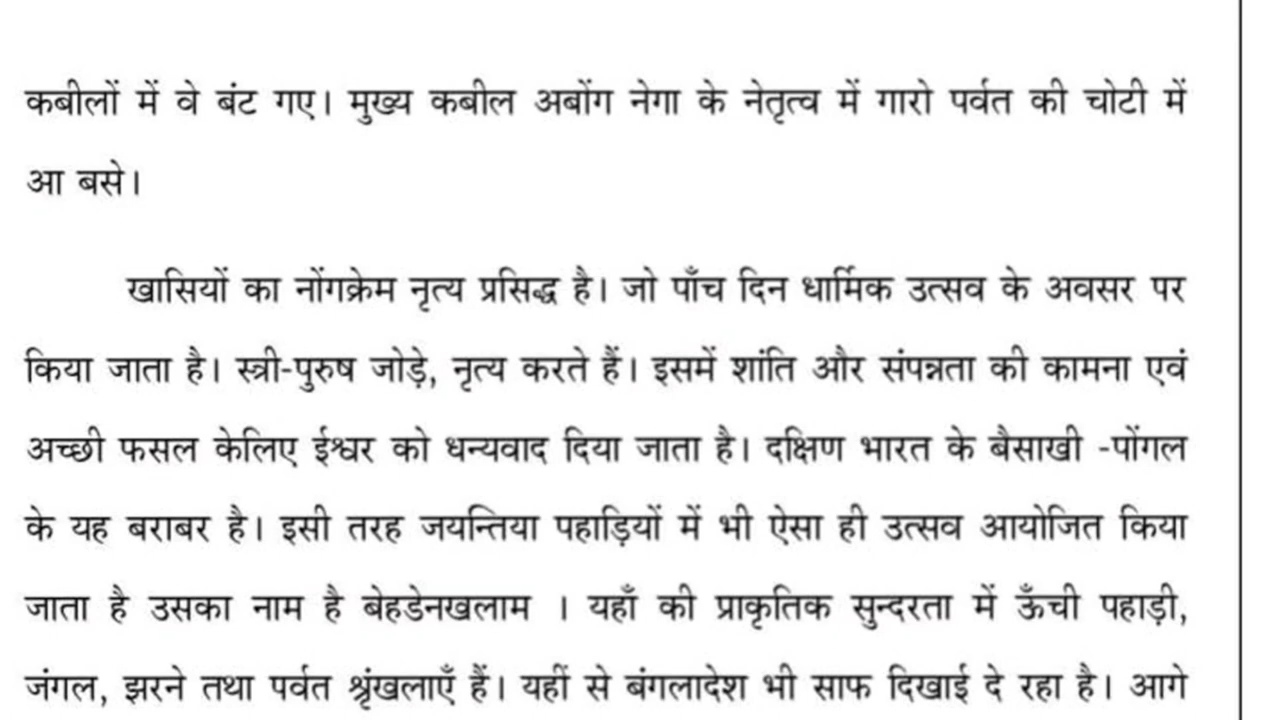 कबीलों में वे बंट गए। मुख्य कबील अबोंग नेगा के नेतृत्व में गारो पर्वत की चोटी में
आ बसे।
खासियों का नोंगक्रेम नृत्य प्रसिद्ध है। जो पाँच दिन धार्मिक उत्सव के अवसर पर
किया जाता है। स्त्री-पुरुष जोड़े, नृत्य करते हैं। इसमें शांति और संपन्नता की कामना एवं
अच्छी फसल केलिए ईश्वर को धन्यवाद दिया जाता है। दक्षिण भारत के बैसाखी -पोंगल
के यह बराबर है। इसी तरह जयन्तिया पहाड़ियों में भी ऐसा ही उत्सव आयोजित किया
जाता है उसका नाम है बेहडेनखलाम । यहाँ की प्राकृतिक सुन्दरता में ऊँची पहाड़ी,
जंगल, झरने तथा पर्वत श्रृंखलाएँ हैं। यहीं से बंगलादेश भी साफ दिखाई दे रहा है। आगे